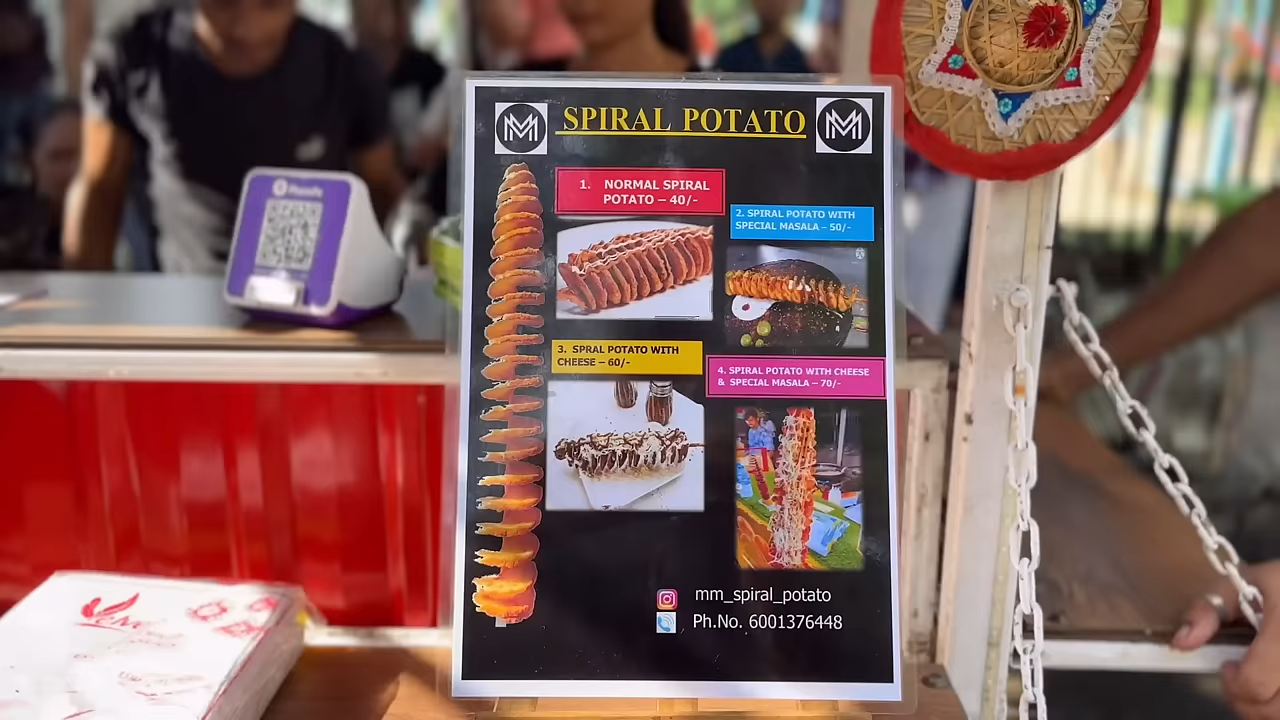 SPIRAL POTATO
1. NORMAL SPIRAL
POTATO – 40/-
2. SPIRAL POTATO WITH
SPECIAL MASALA – 50/-
3. SPRAL POTATO WITH
CHEESE – 60/-
4. SPIRAL POTATO WITH CHEESE
& SPECIAL MASALA – 70/-
mm_spiral_potato
Ph.No. 6001376448